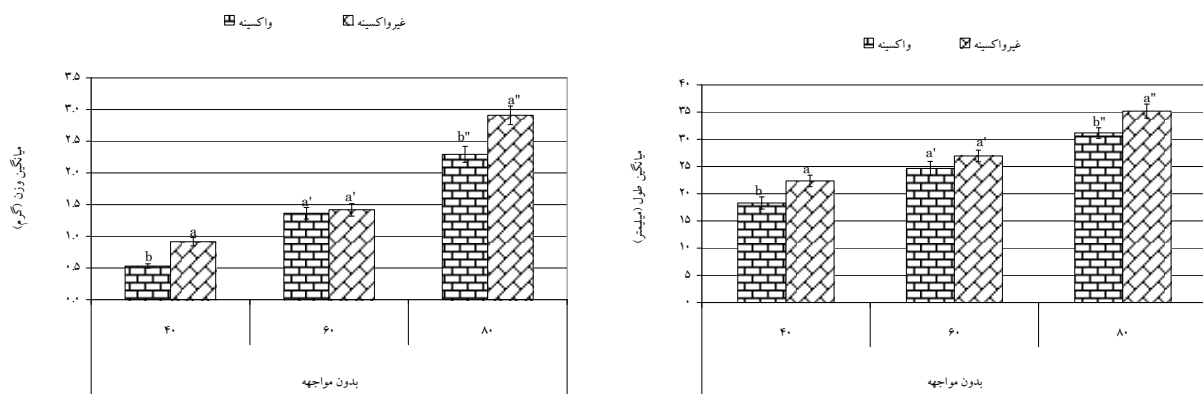 واکسینه غیرواکسینه
میانگین وزن (گرم)
۳.۵
۳.۰
۲.۵
۲.۰
۱.۵
۱.۰
۰.۵
۰.۰
b a
a' a'
b" a"
۴۰ ۶۰ ۸۰
بدون مواجهه
واکسینه غیرواکسینه
میانگین طول (میلیمتر)
۴۰
۳۵
۳۰
۲۵
۲۰
۱۵
۱۰
۵
۰
b a
a' a'
b" a"
۴۰ ۶۰ ۸۰
بدون مواجهه